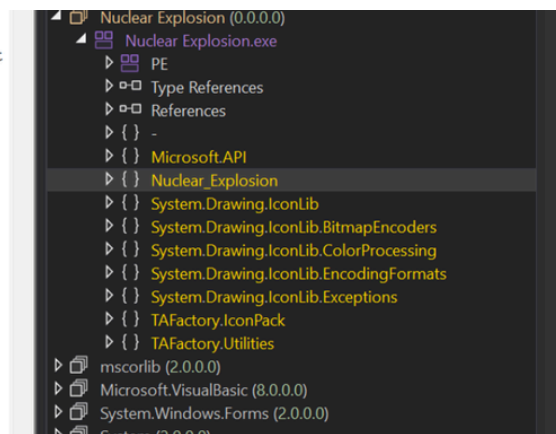 Nuclear Explosion (0.0.0.0)
Nuclear Explosion.exe
PE
Type References
References
{ } -
{ } Microsoft.API
{ } Nuclear_Explosion
{ } System.Drawing.IconLib
{ } System.Drawing.IconLib.BitmapEncoders
{ } System.Drawing.IconLib.ColorProcessing
{ } System.Drawing.IconLib.EncodingFormats
{ } System.Drawing.IconLib.Exceptions
{ } TAFactory.IconPack
{ } TAFactory.Utilities
mscorlib (2.0.0.0)
Microsoft.VisualBasic (8.0.0.0)
System.Windows.Forms (2.0.0.0)